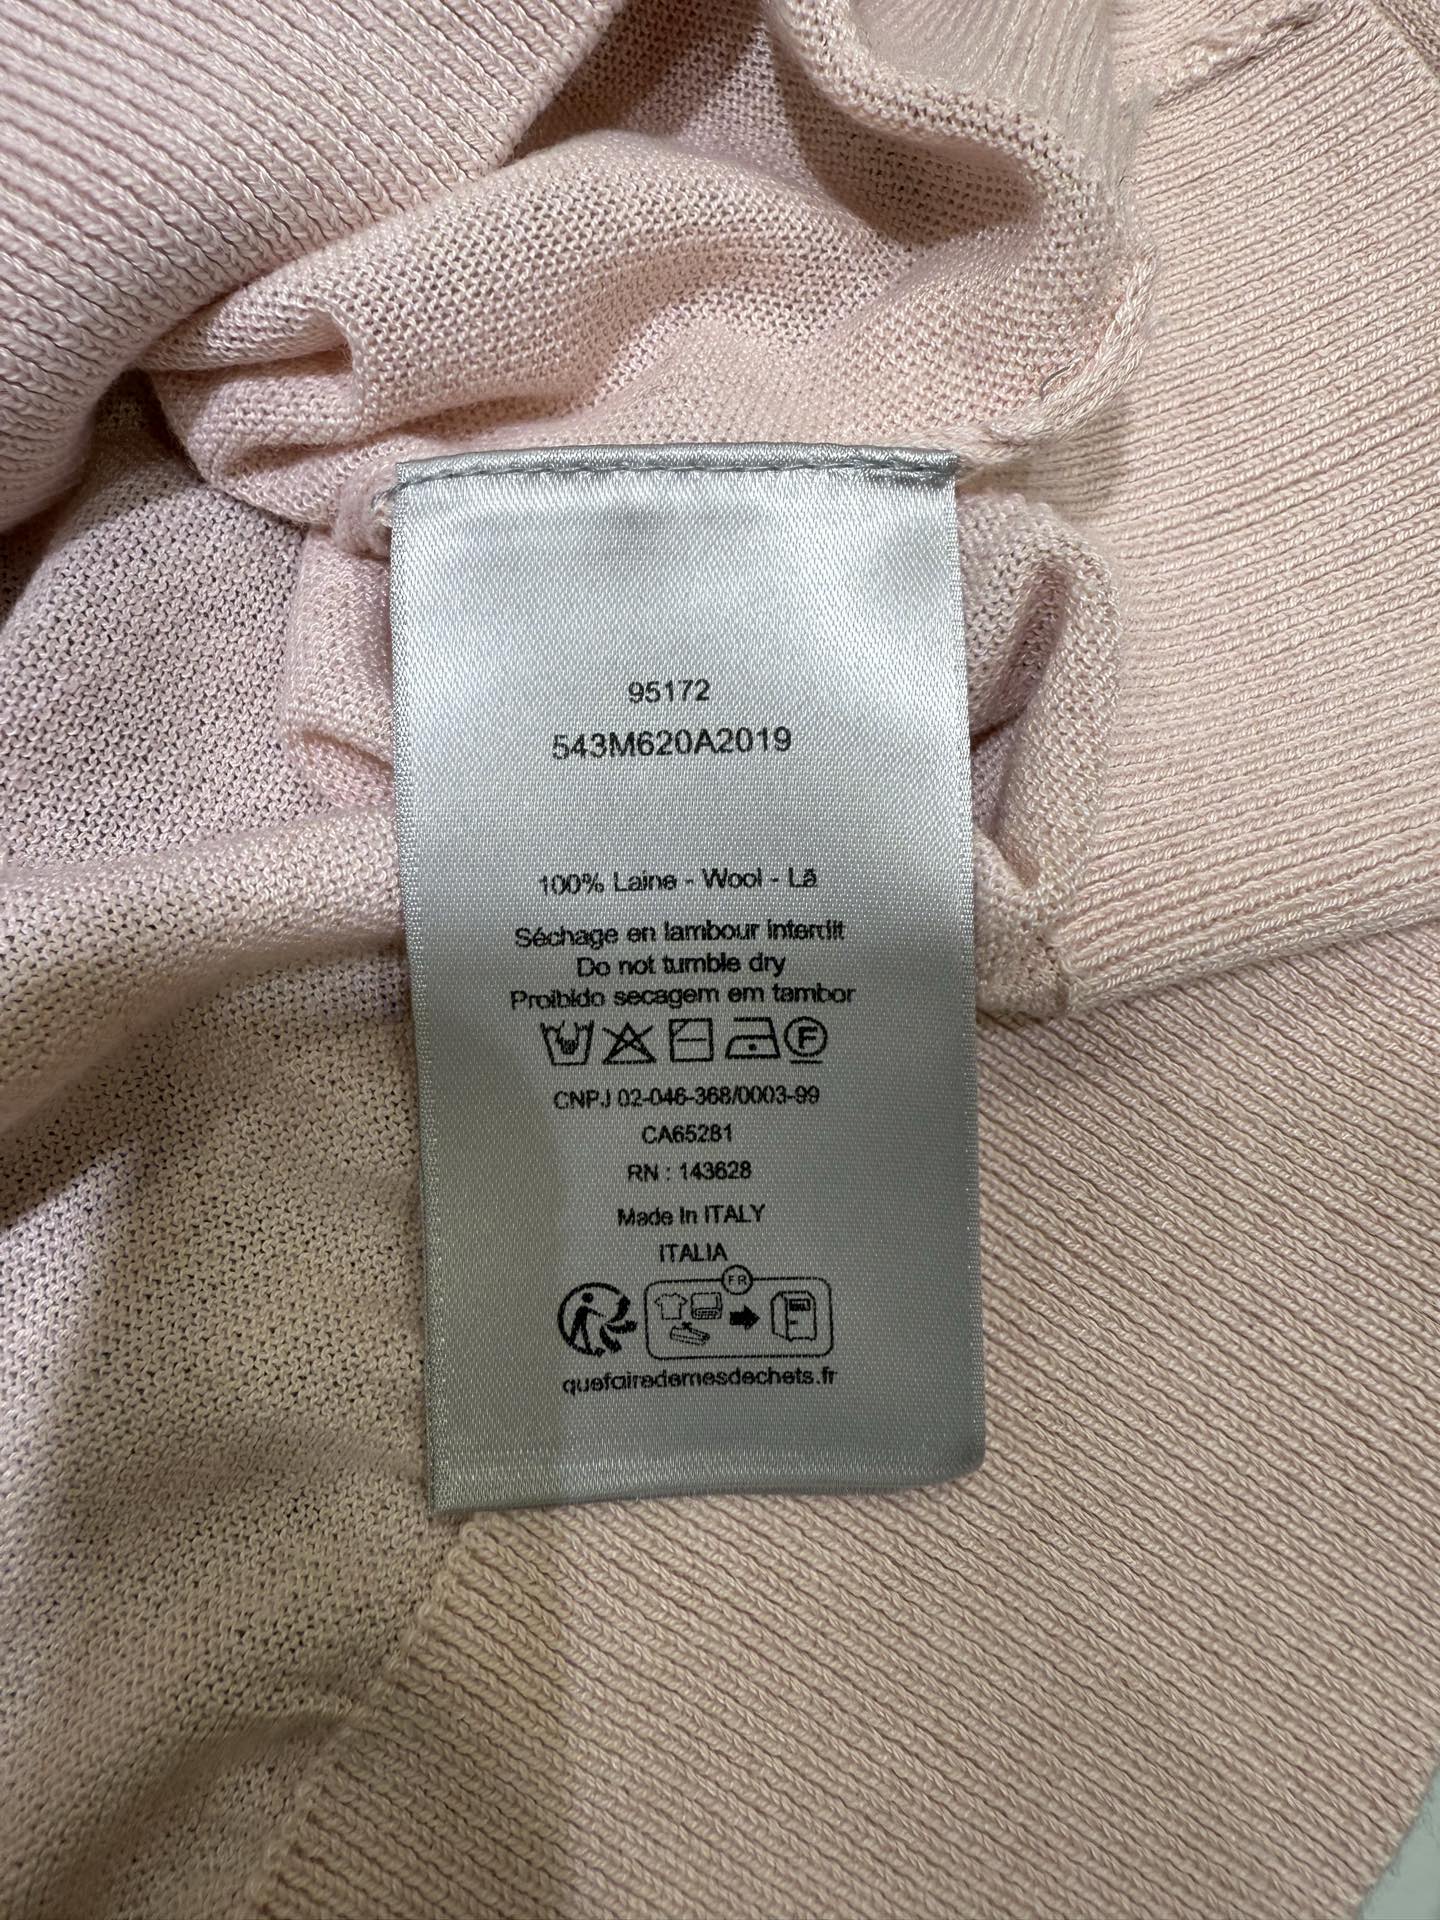 95172
543M620A2019
100% Laine - Wool - Lã
Séchage en tambour interdit
Do not tumble dry
Proibido secagem em tambor
F
CNPJ 02-046-368/0003-99
CA65281
RN : 143628
Made In ITALY
ITALIA
FR
quefairedemesdechets.fr